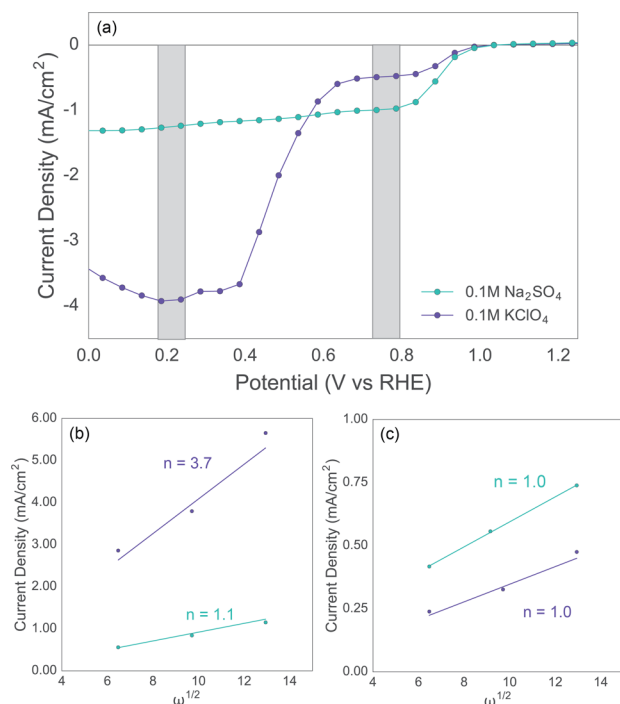 (a)
0
-1
-2
-3
-4
Current Density (mA/cm²)
0.1M Na₂SO₄
0.1M KClO₄
0.0 0.2 0.4 0.6 0.8 1.0 1.2
Potential (V vs RHE)
(b)
6.00
5.00
4.00
3.00
2.00
1.00
0.00
Current Density (mA/cm²)
n = 3.7
n = 1.1
4 6 8 10 12 14
ω¹ᐟ²
(c)
1.00
0.75
0.50
0.25
0.00
Current Density (mA/cm²)
n = 1.0
n = 1.0
4 6 8 10 12 14
ω¹ᐟ²